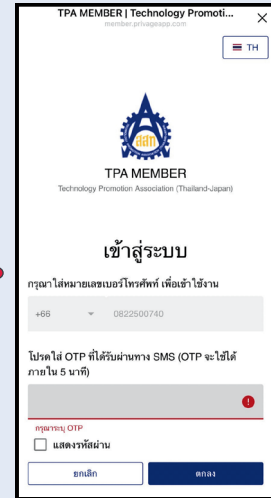 TPA MEMBER | Technology Promoti...
member.privageapp.com
TH
สสท
TPA MEMBER
Technology Promotion Association (Thailand-Japan)
เข้าสู่ระบบ
กรุณาใส่หมายเลขเบอร์โทรศัพท์ เพื่อเข้าใช้งาน
+66 0822500740
โปรดใส่ OTP ที่ได้รับผ่านทาง SMS (OTP จะใช้ได้
ภายใน 5 นาที)
กรุณาระบุ OTP
แสดงรหัสผ่าน
ยกเลิก ตกลง